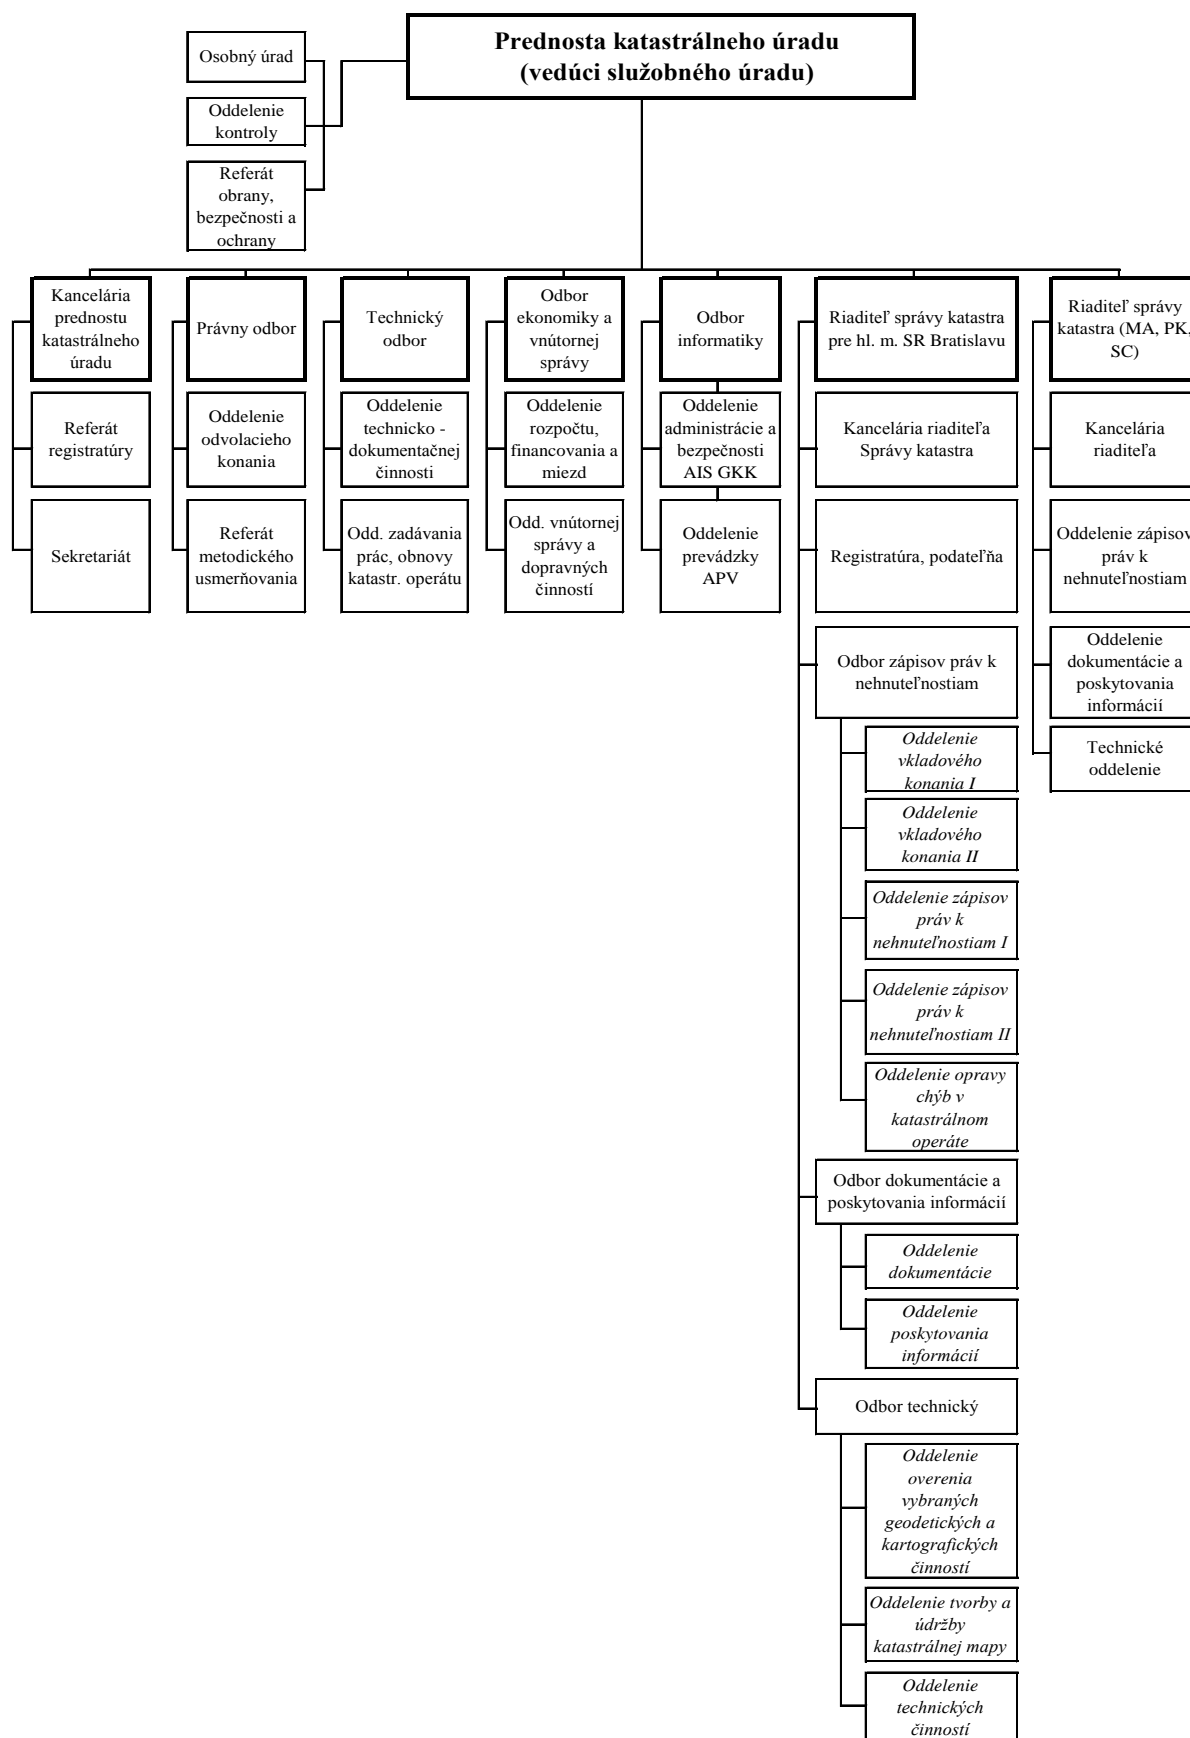 Prednosta katastrálneho úradu
(vedúci služobného úradu)
Osobný úrad
Oddelenie
kontroly
Referát
obrany,
bezpečnosti a
ochrany
Kancelária
prednostu
katastrálneho
úradu
Referát
registratúry
Sekretariát
Právny odbor
Oddelenie
odvolacieho
konania
Referát
metodického
usmerňovania
Technický
odbor
Oddelenie
technicko -
dokumentačnej
činnosti
Odd. zadávania
prác, obnovy
katastr. operátu
Odbor
ekonomiky a
vnútornej
správy
Oddelenie
rozpočtu,
financovania a
miezd
Odd. vnútornej
správy a
dopravných
činností
Odbor
informatiky
Oddelenie
administrácie a
bezpečnosti
AIS GKK
Oddelenie
prevádzky
APV
Riaditeľ správy katastra
pre hl. m. SR Bratislavu
Kancelária riaditeľa
Správy katastra
Registratúra, podateľňa
Odbor zápisov práv k
nehnuteľnostiam
Oddelenie
vkladového
konania I
Oddelenie
vkladového
konania II
Oddelenie zápisov
práv k
nehnuteľnostiam I
Oddelenie zápisov
práv k
nehnuteľnostiam II
Oddelenie opravy
chýb v
katastrálnom
operáte
Odbor dokumentácie a
poskytovania informácií
Oddelenie
dokumentácie
Oddelenie
poskytovania
informácií
Odbor technický
Oddelenie
overenia
vybraných
geodetických a
kartografických
činností
Oddelenie tvorby a
údržby
katastrálnej mapy
Oddelenie
technických
činností
Riaditeľ správy
katastra (MA, PK,
SC)
Kancelária
riaditeľa
Oddelenie zápisov
práv k
nehnuteľnostiam
Oddelenie
dokumentácie a
poskytovania
informácií
Technické
oddelenie